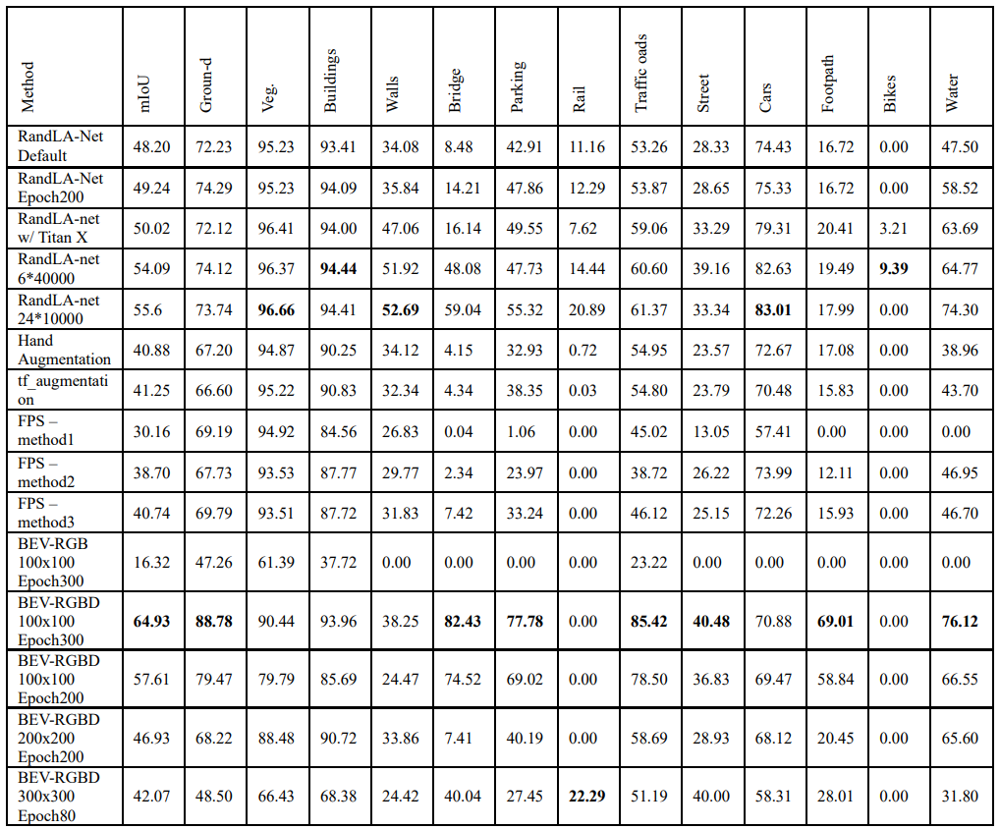 Method mIoU Groun-d Veg. Buildings Walls Bridge Parking Rail Traffic oads Street Cars Footpath Bikes Water
RandLA-Net
Default 48.20 72.23 95.23 93.41 34.08 8.48 42.91 11.16 53.26 28.33 74.43 16.72 0.00 47.50
RandLA-Net
Epoch200 49.24 74.29 95.23 94.09 35.84 14.21 47.86 12.29 53.87 28.65 75.33 16.72 0.00 58.52
RandLA-net
w/ Titan X 50.02 72.12 96.41 94.00 47.06 16.14 49.55 7.62 59.06 33.29 79.31 20.41 3.21 63.69
RandLA-net
6*40000 54.09 74.12 96.37 94.44 51.92 48.08 47.73 14.44 60.60 39.16 82.63 19.49 9.39 64.77
RandLA-net
24*10000 55.6 73.74 96.66 94.41 52.69 59.04 55.32 20.89 61.37 33.34 83.01 17.99 0.00 74.30
Hand
Augmentation 40.88 67.20 94.87 90.25 34.12 4.15 32.93 0.72 54.95 23.57 72.67 17.08 0.00 38.96
tf_augmentati
on 41.25 66.60 95.22 90.83 32.34 4.34 38.35 0.03 54.80 23.79 70.48 15.83 0.00 43.70
FPS –
method1 30.16 69.19 94.92 84.56 26.83 0.04 1.06 0.00 45.02 13.05 57.41 0.00 0.00 0.00
FPS –
method2 38.70 67.73 93.53 87.77 29.77 2.34 23.97 0.00 38.72 26.22 73.99 12.11 0.00 46.95
FPS –
method3 40.74 69.79 93.51 87.72 31.83 7.42 33.24 0.00 46.12 25.15 72.26 15.93 0.00 46.70
BEV-RGB
100x100 16.32 47.26 61.39 37.72 0.00 0.00 0.00 0.00 23.22 0.00 0.00 0.00 0.00 0.00
Epoch300
BEV-RGBD
100x100 64.93 88.78 90.44 93.96 38.25 82.43 77.78 0.00 85.42 40.48 70.88 69.01 0.00 76.12
Epoch300
BEV-RGBD
100x100 57.61 79.47 79.79 85.69 24.47 74.52 69.02 0.00 78.50 36.83 69.47 58.84 0.00 66.55
Epoch200
BEV-RGBD
200x200 46.93 68.22 88.48 90.72 33.86 7.41 40.19 0.00 58.69 28.93 68.12 20.45 0.00 65.60
Epoch200
BEV-RGBD
300x300 42.07 48.50 66.43 68.38 24.42 40.04 27.45 22.29 51.19 40.00 58.31 28.01 0.00 31.80
Epoch80